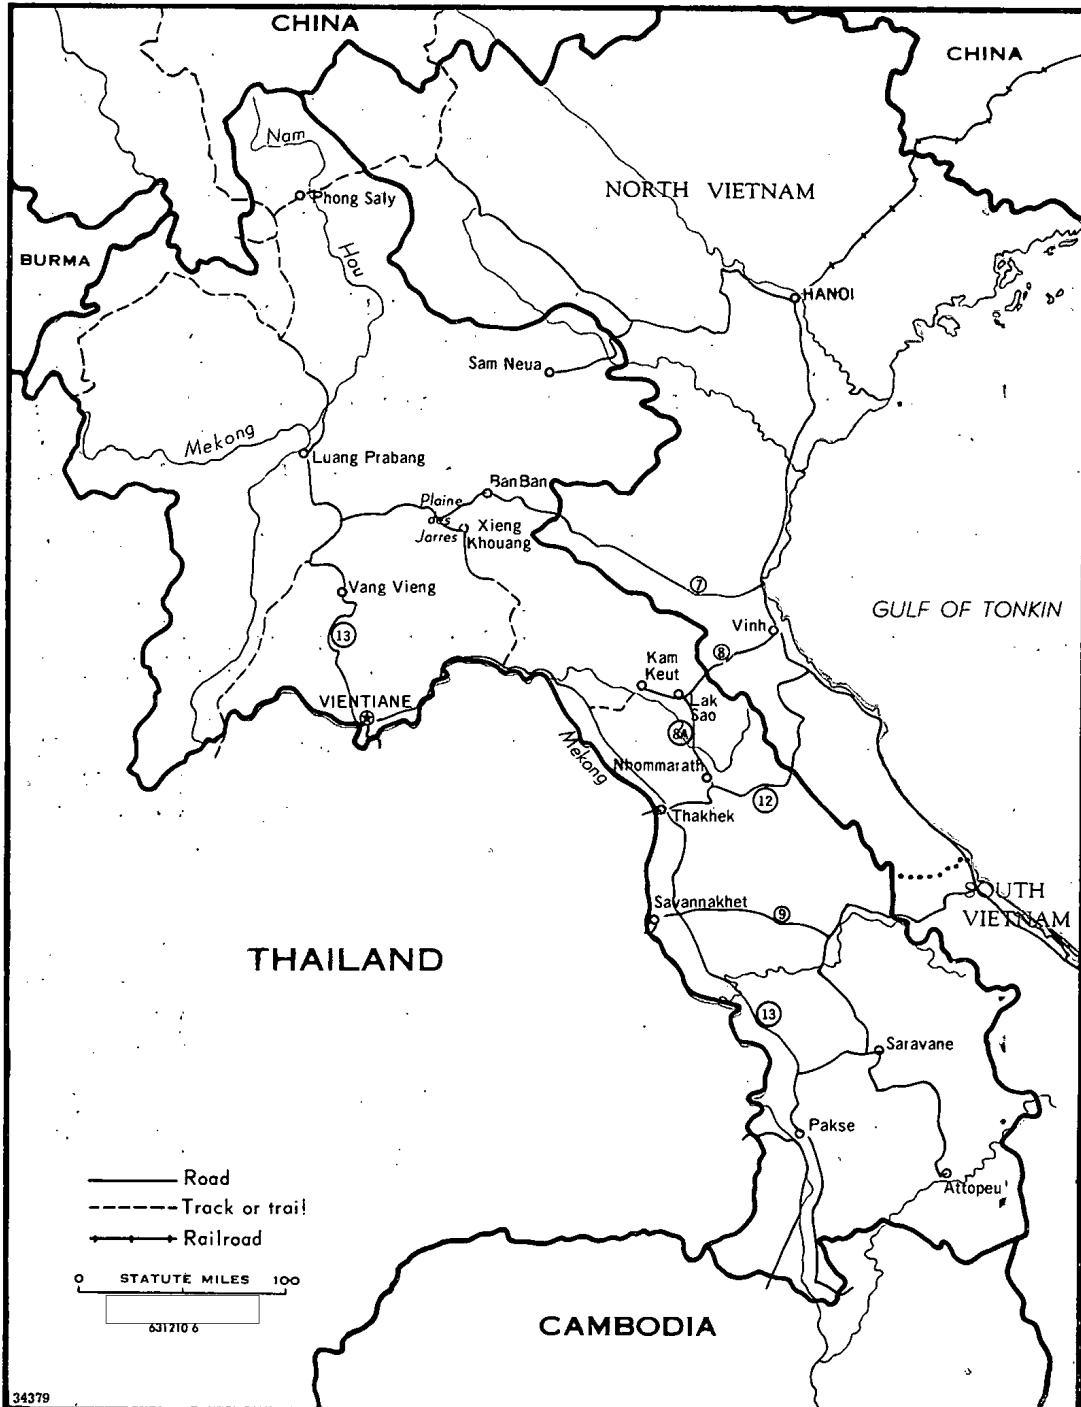 CHINA
CHINA
Nam
NORTH VIETNAM
Phong Saly
Hou
BURMA
HANOI
Sam Neua
Mekong
Luang Prabang
Ban Ban
Plaine
des
Jarres
Xieng
Khouang
7
Vang Vieng
GULF OF TONKIN
13
Vinh
8
Kam
Keut
VIENTIANE
Lak
Sao
8A
Mekong
Nhommarath
12
Thakhek
SOUTH
VIETNAM
Savannakhet
9
THAILAND
13
Saravane
Pakse
Attopeu
Road
Track or trail
Railroad
0 STATUTE MILES 100
631210 6
CAMBODIA
34379